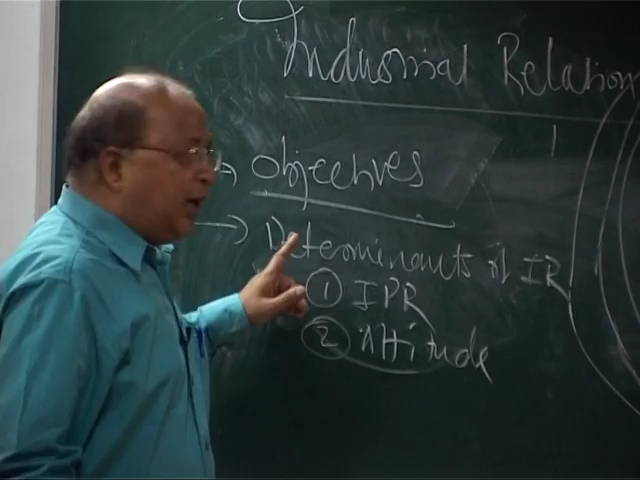 Industrial Relation
→ Objectives
→ Determinants of IR
① IPR
② Attitude